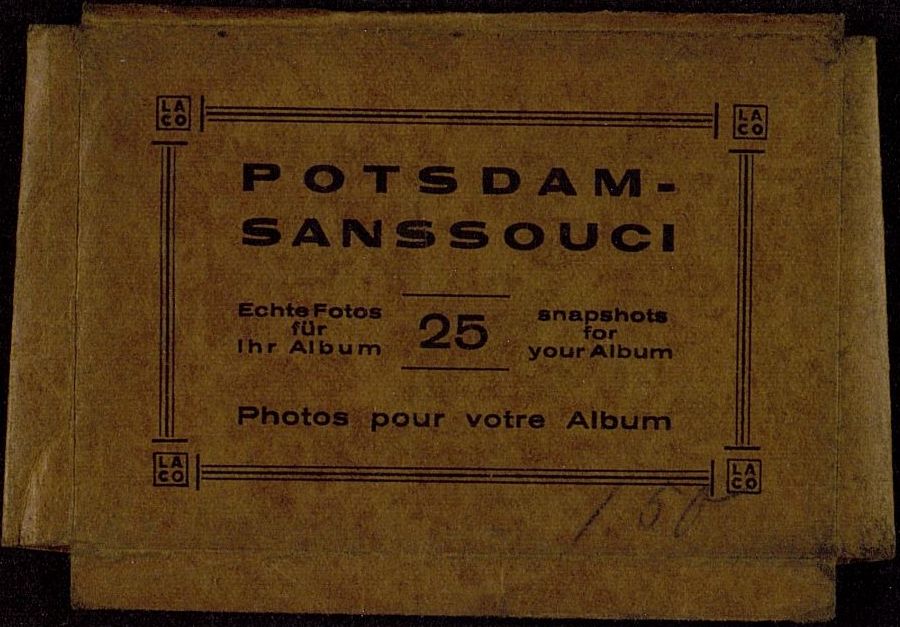 LA CO
LA CO
POTSDAM-
SANSSOUCI
Echte Fotos
für
Ihr Album
25
snapshots
for
your Album
Photos pour votre Album
LA CO
LA CO
1.50